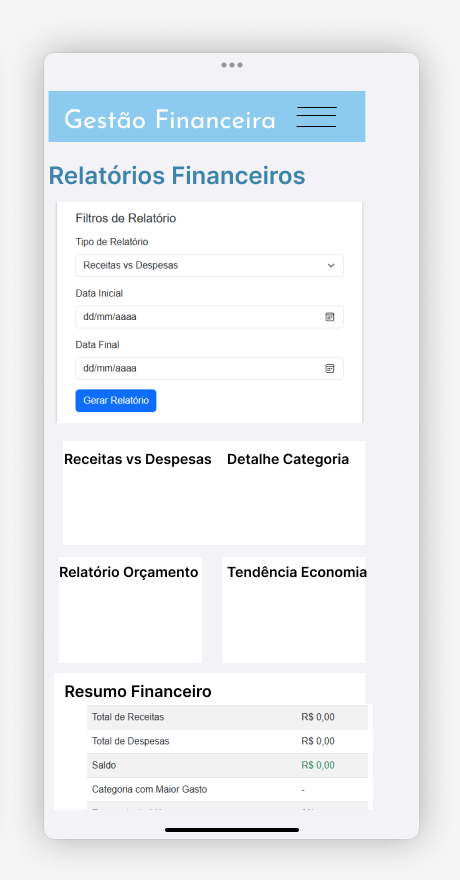 Gestão Financeira
Relatórios Financeiros
Filtros de Relatório
Tipo de Relatório
Receitas vs Despesas
Data Inicial
dd/mm/aaaa
Data Final
dd/mm/aaaa
Gerar Relatório
Receitas vs Despesas
Detalhe Categoria
Relatório Orçamento
Tendência Economia
Resumo Financeiro
Total de Receitas R$ 0,00
Total de Despesas R$ 0,00
Saldo R$ 0,00
Categoria com Maior Gasto -